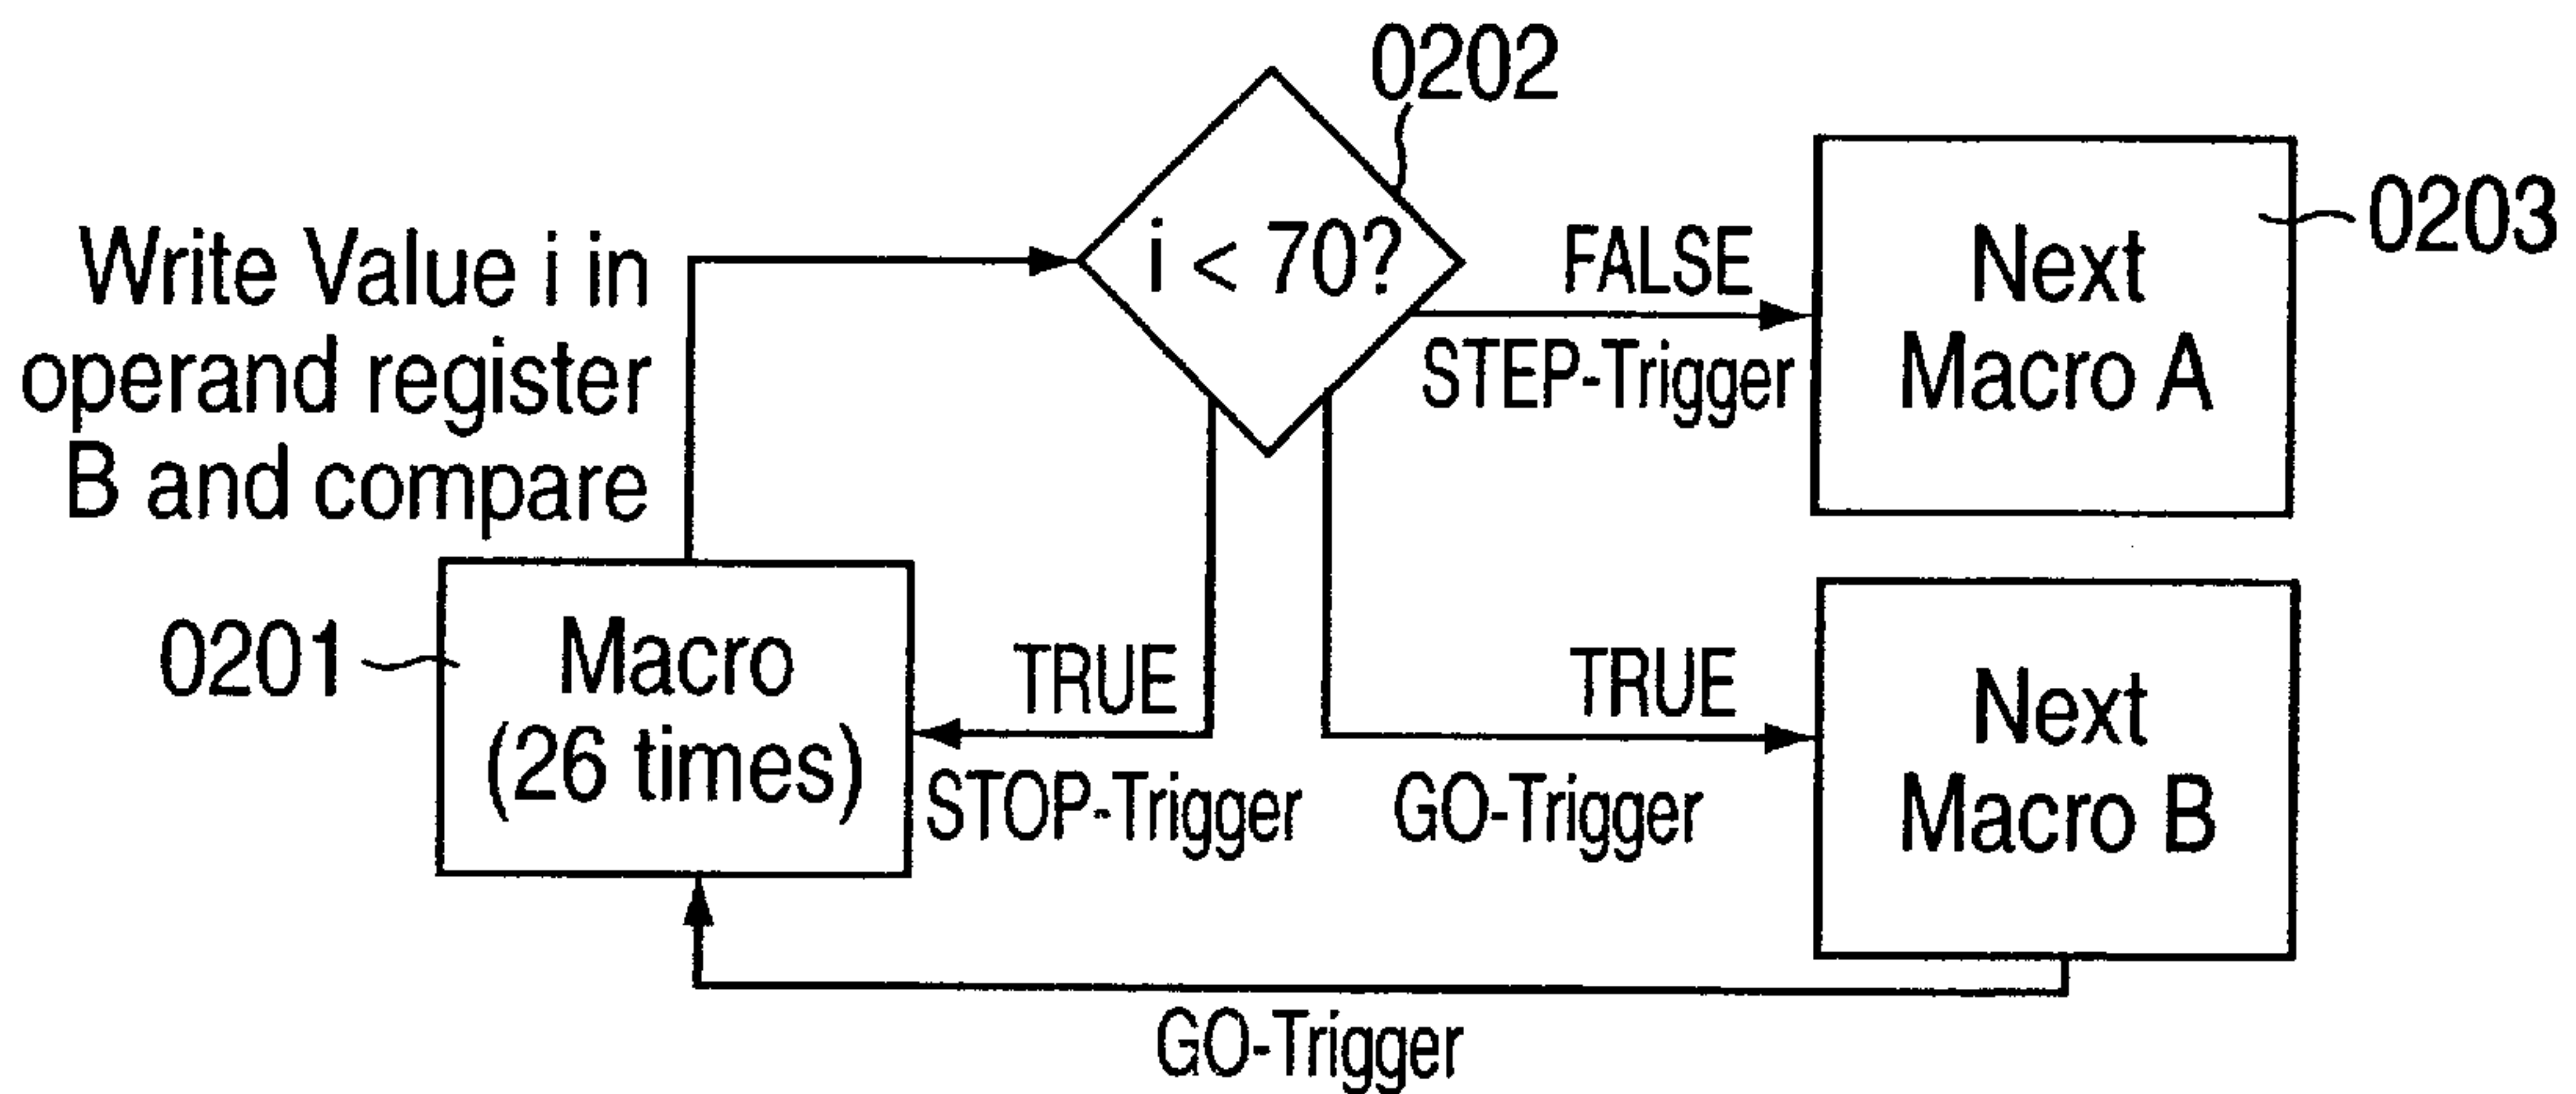 0202
Write Value i in
operand register
B and compare
i < 70?
FALSE
STEP-Trigger
Next
Macro A
0203
0201
Macro
(26 times)
TRUE
STOP-Trigger
TRUE
GO-Trigger
Next
Macro B
GO-Trigger